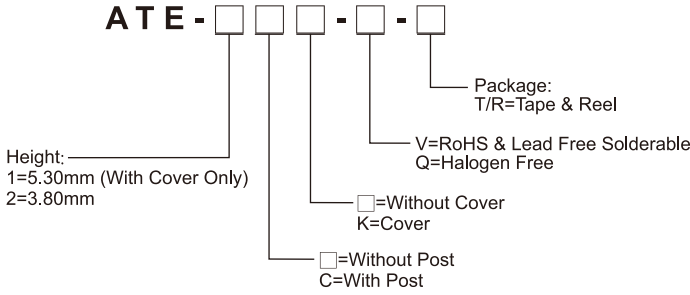 ATE-□□□-□-□
Package:
T/R=Tape & Reel
V=RoHS & Lead Free Solderable
Q=Halogen Free
Height:
1=5.30mm (With Cover Only)
2=3.80mm
□=Without Cover
K=Cover
□=Without Post
C=With Post